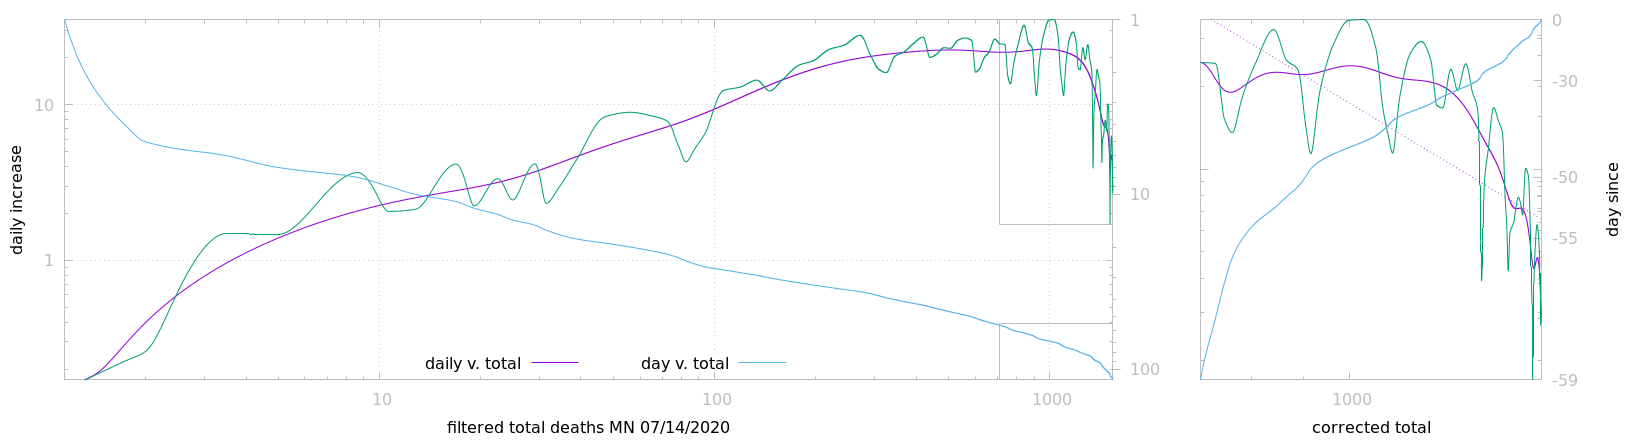 daily increase
10
1
daily v. total
day v. total
10
100
1000
1
10
100
filtered total deaths MN 07/14/2020
0
-30
-50
-55
-59
day since
1000
corrected total